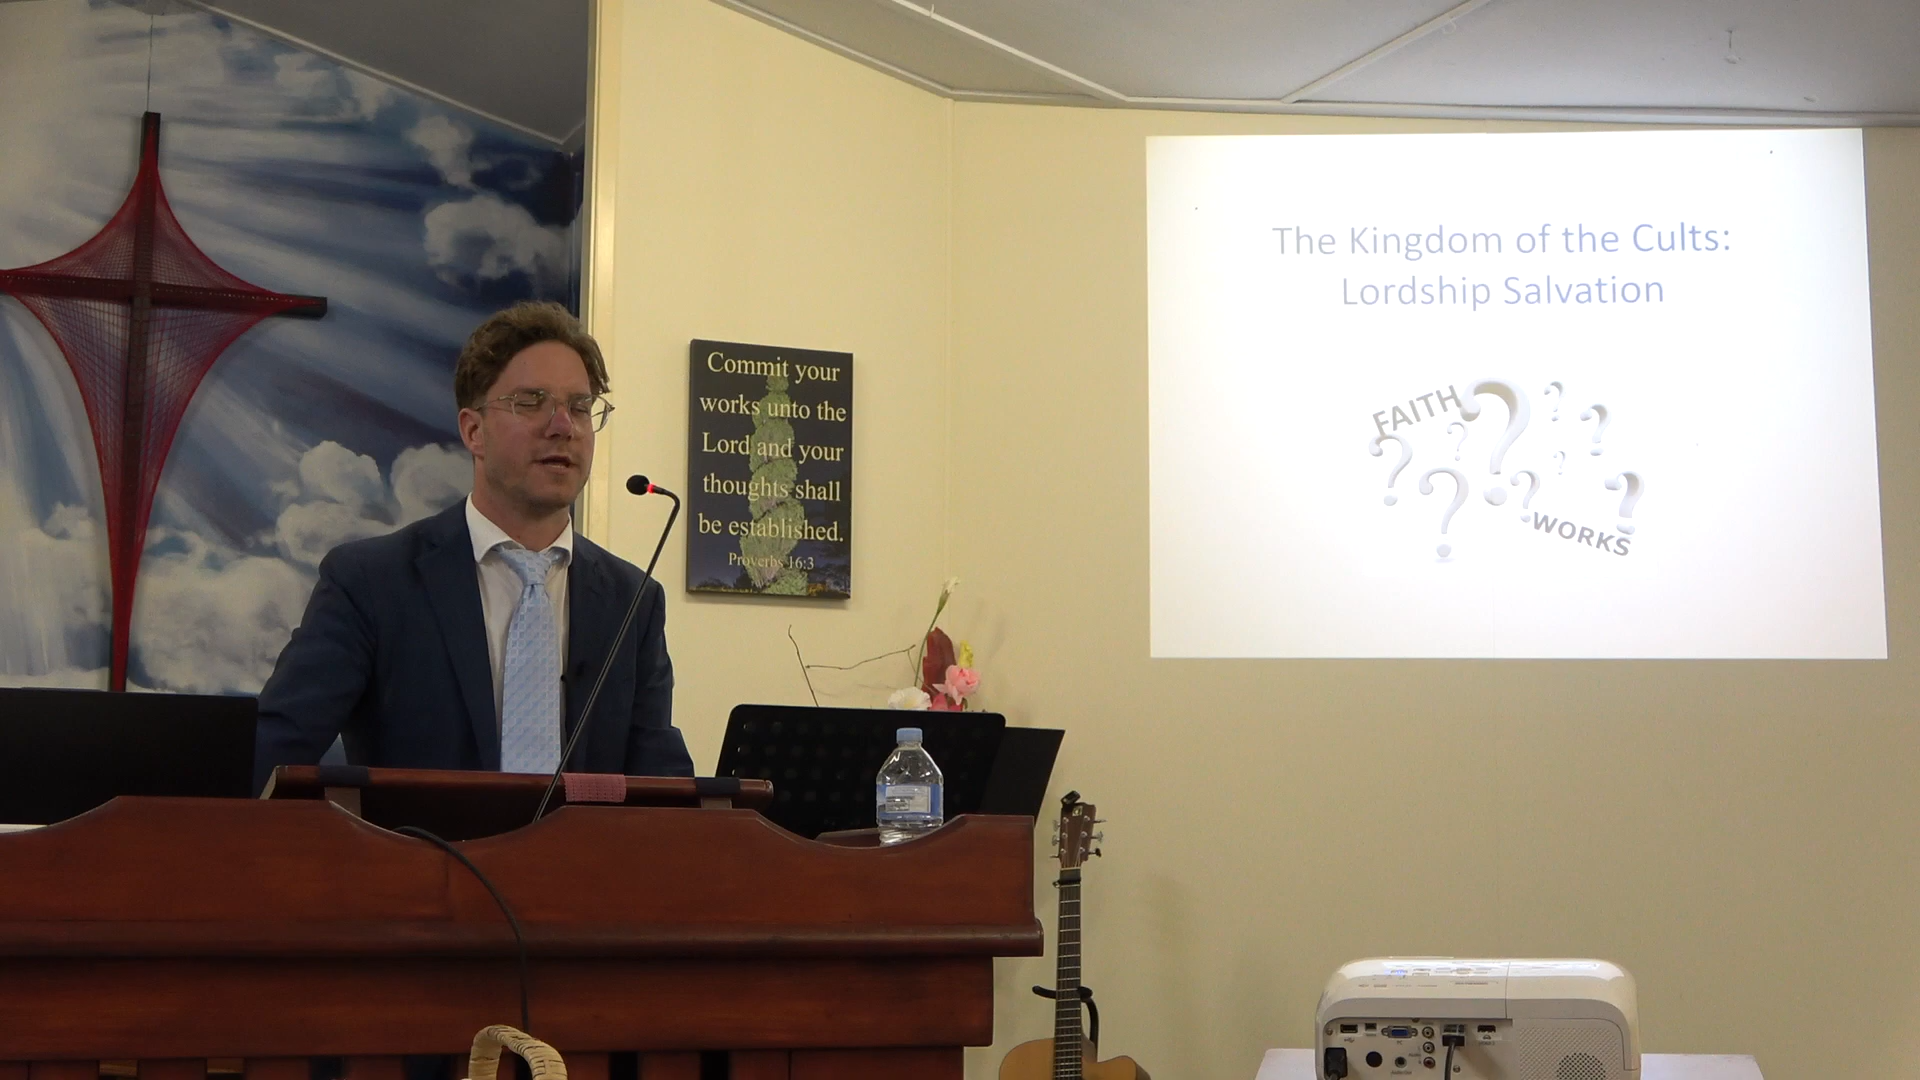 Commit your
works unto the
Lord and your
thoughts shall
be established.
Proverbs 16:3
The Kingdom of the Cults:
Lordship Salvation
FAITH
WORKS